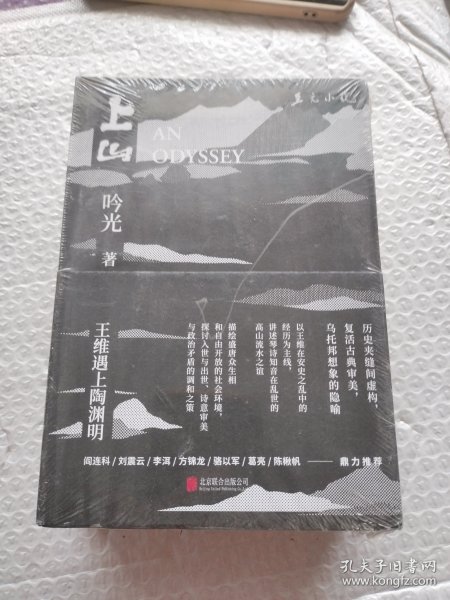 上山
AN
ODYSSEY
吟光
著
王维遇上陶渊明
历史夹缝间虚构，
复活古典审美，
乌托邦想象的隐喻
以王维在安史之乱中的
经历为主线，
讲述琴诗知音在乱世的
高山流水之谊
描绘盛唐众生相
和自由开放的社会环境，
探讨入世与出世、诗意审美
与政治矛盾的调和之策
阎连科/刘震云/李洱/方锦龙/骆以军/葛亮/陈楸帆——鼎力推荐
北京联合出版公司
Beijing United Publishing Co.,Ltd.
孔夫子旧书网
www.kongfz.com